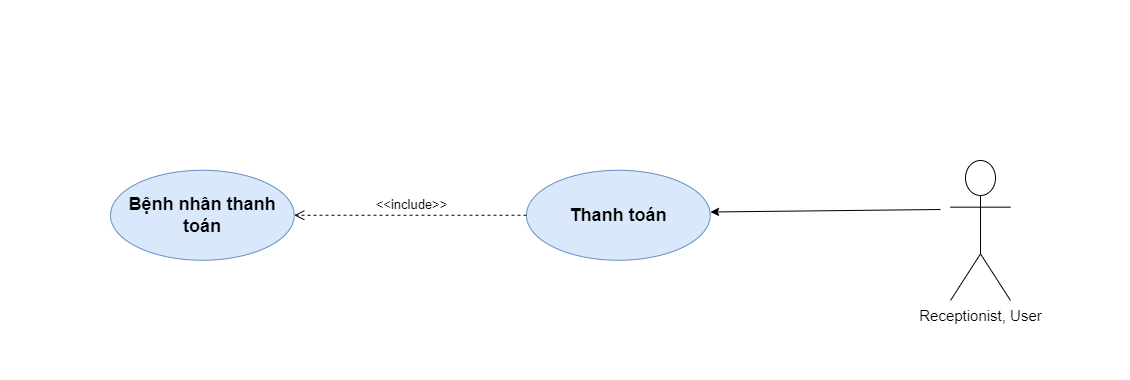 Bệnh nhân thanh
toán
<<include>>
Thanh toán
Receptionist, User